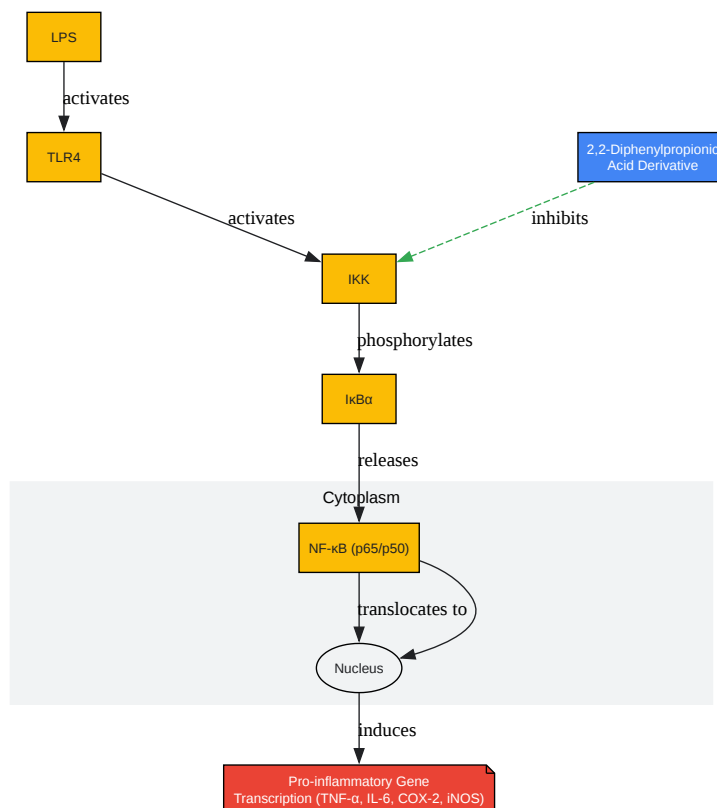 LPS
activates
TLR4
2,2-Diphenylpropionic
Acid Derivative
activates
inhibits
IKK
phosphorylates
IκBα
releases
Cytoplasm
NF-κB (p65/p50)
translocates to
Nucleus
induces
Pro-inflammatory Gene
Transcription (TNF-α, IL-6, COX-2, iNOS)